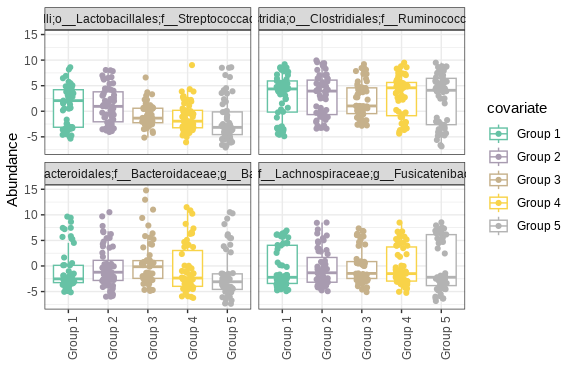 lli;o__Lactobacillales;f__Streptococcac
tridia;o__Clostridiales;f__Ruminococc
15
10
5
0
-5
acteroidales;f__Bacteroidaceae;g__Ba
f__Lachnospiraceae;g__Fusicatenibac
15
10
5
0
-5
Abundance
Group 1
Group 2
Group 3
Group 4
Group 5
Group 1
Group 2
Group 3
Group 4
Group 5
covariate
Group 1
Group 2
Group 3
Group 4
Group 5